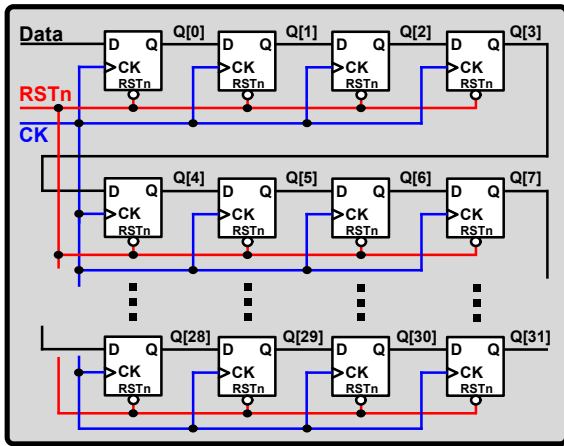 Data D Q Q[0] D Q Q[1] D Q Q[2] D Q Q[3]
CK CK CK CK
RSTn RSTn RSTn RSTn RSTn
CK
D Q Q[4] D Q Q[5] D Q Q[6] D Q Q[7]
CK CK CK CK
RSTn RSTn RSTn RSTn
D Q Q[28] D Q Q[29] D Q Q[30] D Q Q[31]
CK CK CK CK
RSTn RSTn RSTn RSTn